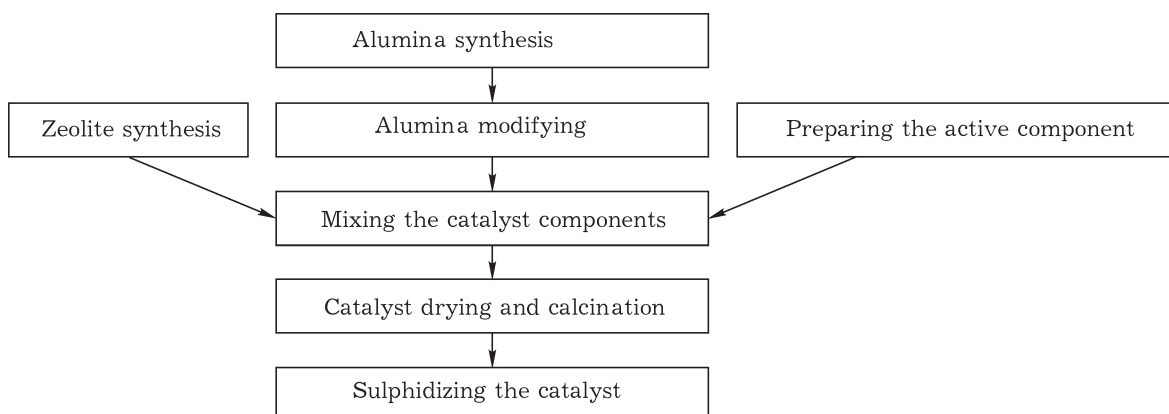 Alumina synthesis
Zeolite synthesis
Alumina modifying
Preparing the active component
Mixing the catalyst components
Catalyst drying and calcination
Sulphidizing the catalyst